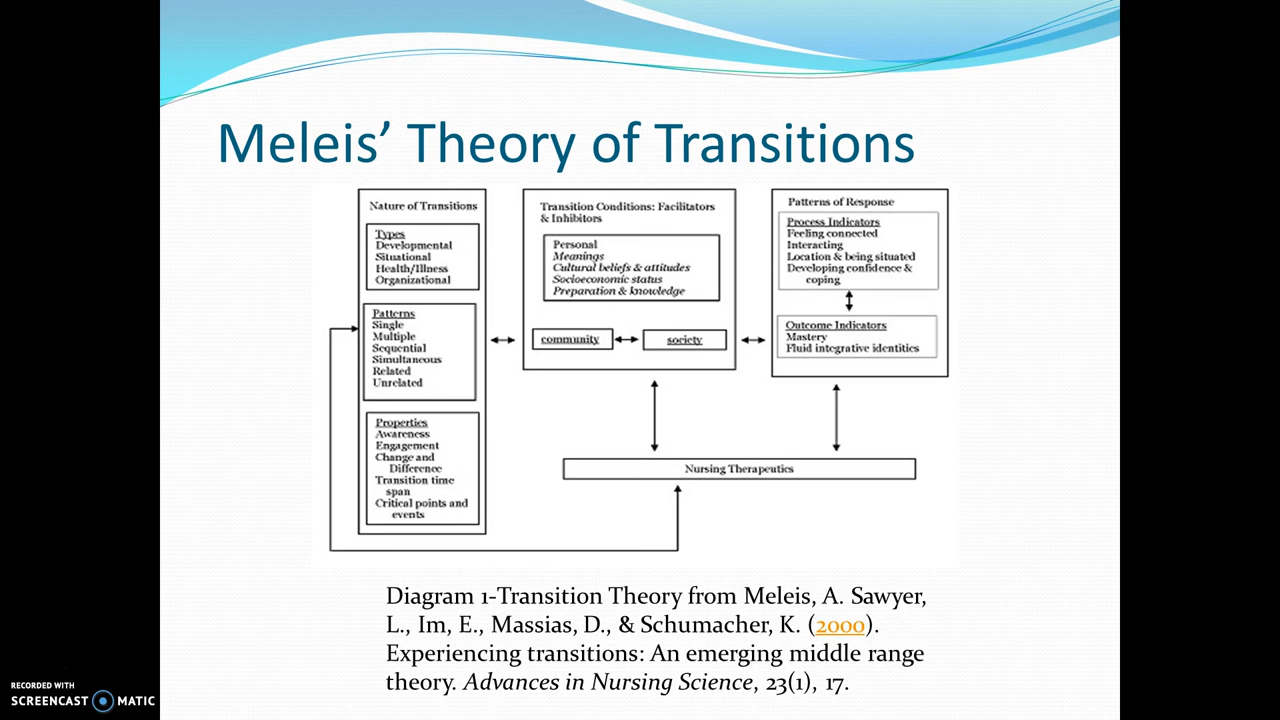 Meleis’ Theory of Transitions
Nature of Transitions
Types
Developmental
Situational
Health/Illness
Organizational
Patterns
Single
Multiple
Sequential
Simultaneous
Related
Unrelated
Properties
Awareness
Engagement
Change and
Difference
Transition time
span
Critical points and
events
Transition Conditions: Facilitators
& Inhibitors
Personal
Meanings
Cultural beliefs & attitudes
Socioeconomic status
Preparation & knowledge
community
society
Patterns of Response
Process Indicators
Feeling connected
Interacting
Location & being situated
Developing confidence &
coping
Outcome Indicators
Mastery
Fluid integrative identities
Nursing Therapeutics
Diagram 1-Transition Theory from Meleis, A. Sawyer,
L., Im, E., Massias, D., & Schumacher, K. (2000).
Experiencing transitions: An emerging middle range
theory. Advances in Nursing Science, 23(1), 17.
RECORDED WITH
SCREENCAST MATIC